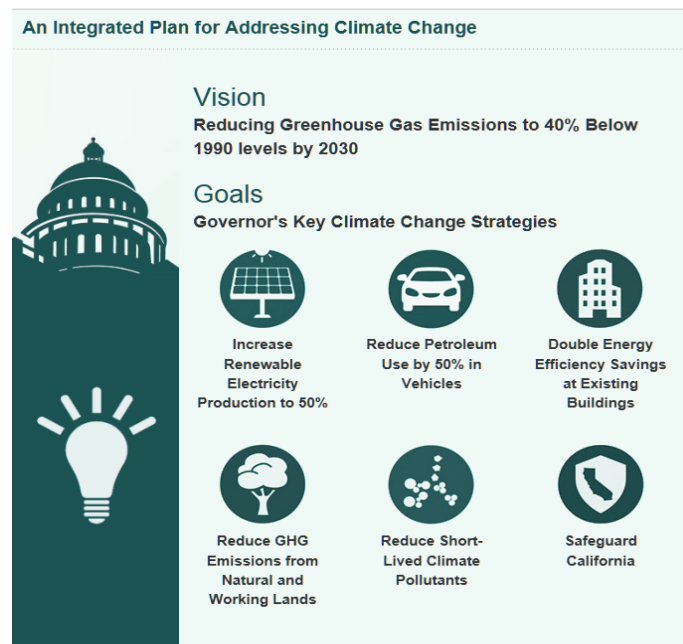 An Integrated Plan for Addressing Climate Change
Vision
Reducing Greenhouse Gas Emissions to 40% Below
1990 levels by 2030
Goals
Governor's Key Climate Change Strategies
Increase
Renewable
Electricity
Production to 50%
Reduce Petroleum
Use by 50% in
Vehicles
Double Energy
Efficiency Savings
at Existing
Buildings
Reduce GHG
Emissions from
Natural and
Working Lands
Reduce Short-
Lived Climate
Pollutants
Safeguard
California